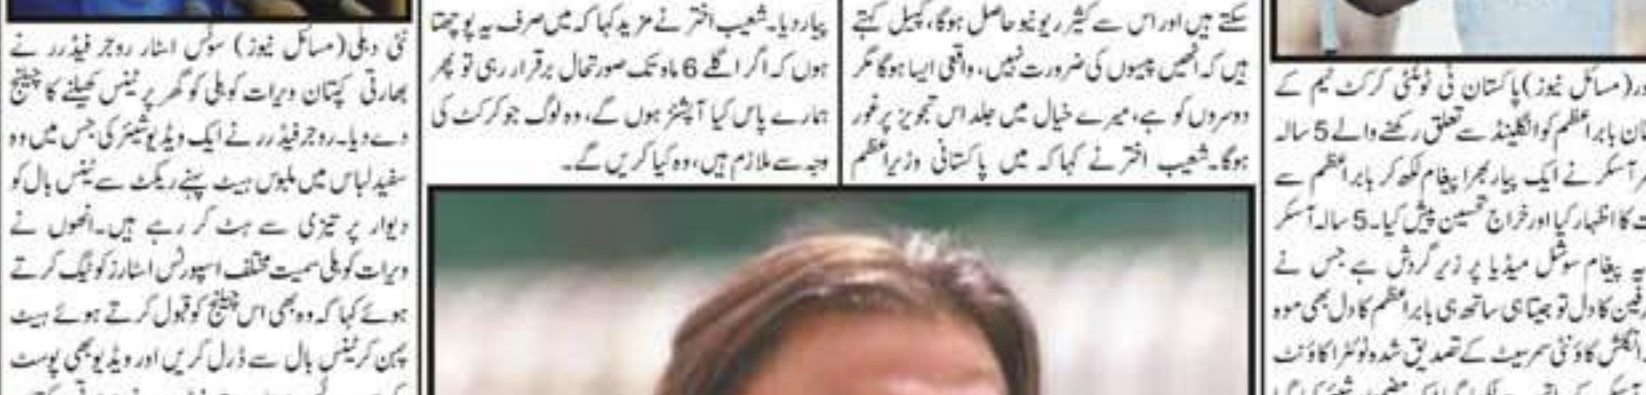 ور(مسائل نیوز)پاکستان ٹی ٹوئنٹی کرکٹ ٹیم کے
ان بابراعظم کوانگلینڈ سے تعلق رکھنے والے 5 سالہ
آسکر نے ایک پیار بھرا پیغام لکھ کر بابراعظم سے
کا اظہار کیا اور خراج تحسین پیش کیا۔5 سالہ آسکر
یہ پیغام سوشل میڈیا پر زیر گردش ہے جس نے
کا دل تو جیتا ہی ساتھ ہی بابراعظم کا دل بھی موہ
انگلش کاؤنٹی سمرسیٹ کے تصدیق شدہ ٹوئٹر اکاؤنٹ
سکتے ہیں اور اس سے کثیر ریونیو حاصل ہوگا، کپیل کہتے
ہیں کہ انھیں پیسوں کی ضرورت نہیں، واقعی ایسا ہوگا مگر
دوسروں کو ہے، میرے خیال میں جلد اس تجویز پر غور
ہوگا۔شعیب اختر نے کہا کہ میں پاکستانی وزیراعظم
پیار دیا۔شعیب اختر نے مزید کہا کہ میں صرف یہ پوچھتا
ہوں کہ اگر اگلے 6 ماہ تک صورتحال برقرار رہی تو پھر
ہمارے پاس کیا آپشنز ہوں گے، وہ لوگ جو کرکٹ کی
وجہ سے ملازم ہیں، وہ کیا کریں گے۔
نئی دہلی(مسائل نیوز) سوئس اسٹار روجر فیڈرر نے
بھارتی کپتان ویرات کوہلی کو گھر پر ٹینس کھیلنے کا چیلنج
دے دیا۔روجر فیڈرر نے ایک ویڈیو شیئر کی جس میں وہ
سفید لباس میں ملبوس ہیٹ پہنے ریکٹ سے ٹینس بال کو
دیوار پر تیزی سے ہٹ کر رہے ہیں۔انھوں نے
ویرات کوہلی سمیت مختلف اسپورٹس اسٹارز کو ٹیگ کرتے
ہوئے کہا کہ وہ بھی اس چیلنج کو قبول کرتے ہوئے ہیٹ
پہن کر ٹینس بال سے ڈرل کریں اور ویڈیو بھی پوسٹ